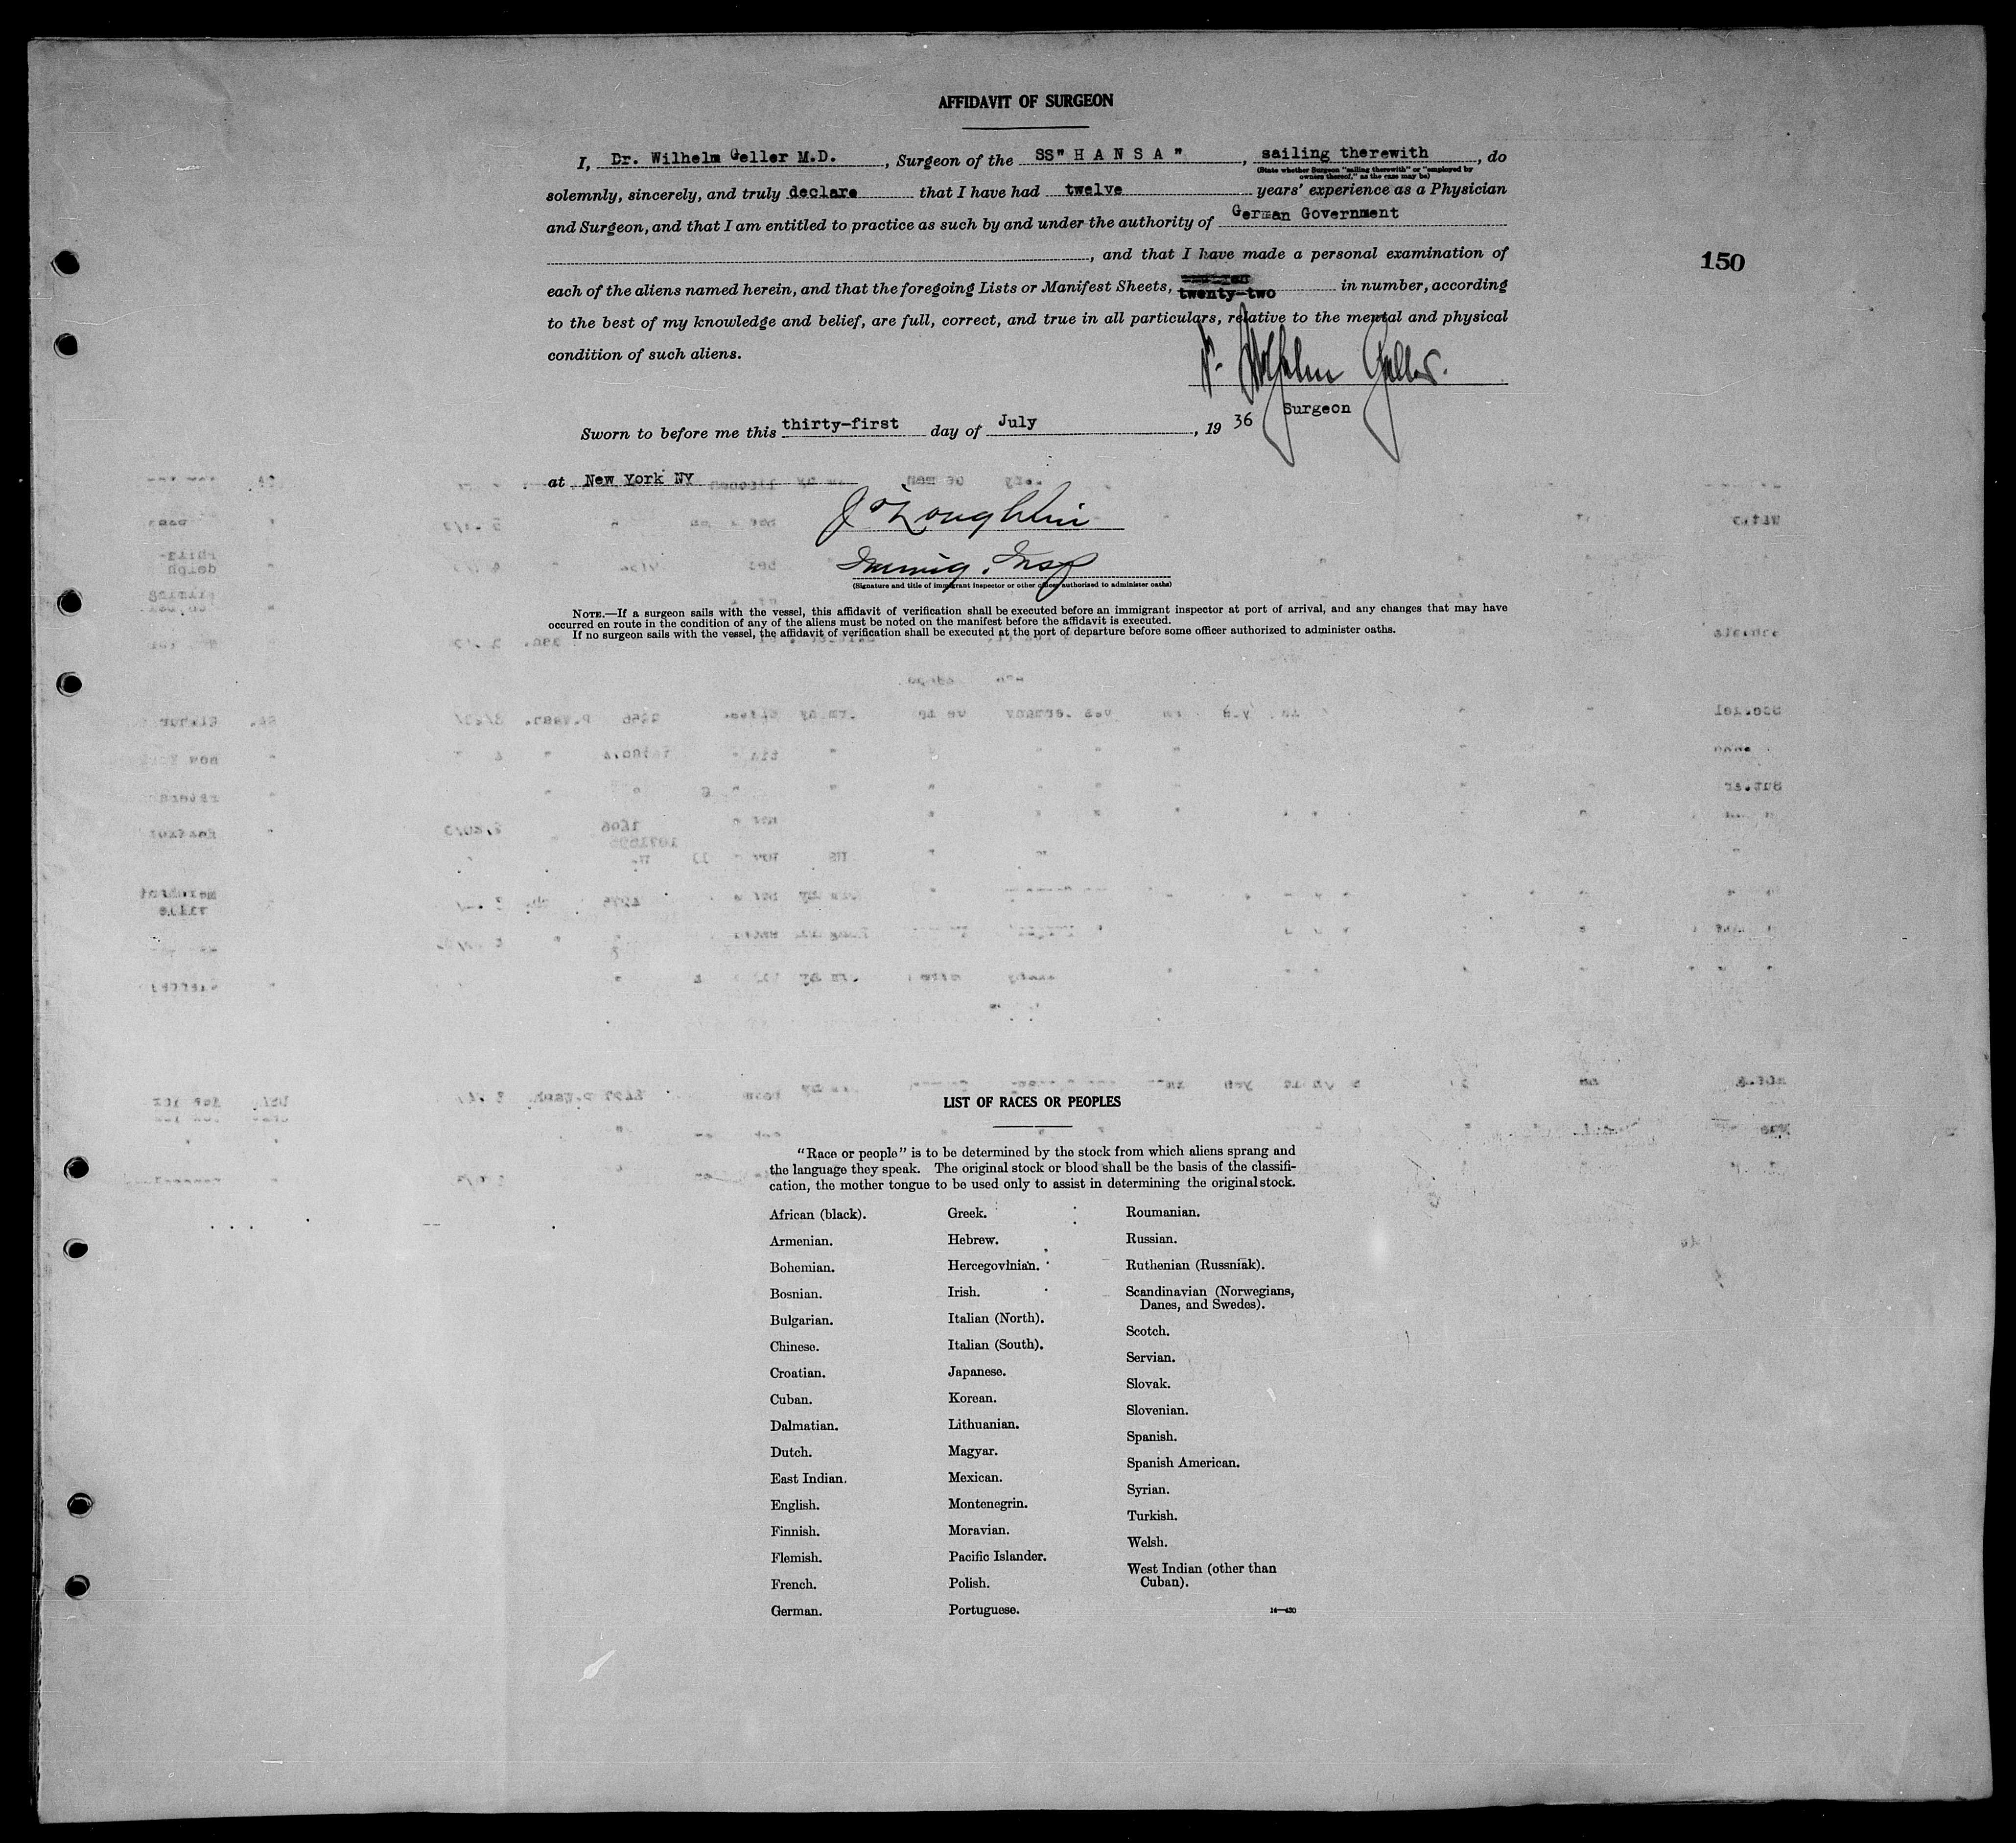 AFFIDAVIT OF SURGEON
I, Dr. Wilhelm Geller M.D., Surgeon of the SS" H A N S A ", sailing therewith, do
(State whether Surgeon "sailing therewith" or "employed by
owners thereof," as the case may be)
solemnly, sincerely, and truly declare that I have had twelve years' experience as a Physician
and Surgeon, and that I am entitled to practice as such by and under the authority of German Government
, and that I have made a personal examination of
150
each of the aliens named herein, and that the foregoing Lists or Manifest Sheets, twenty-two in number, according
to the best of my knowledge and belief, are full, correct, and true in all particulars, relative to the mental and physical
condition of such aliens.
Dr. Wilhelm Geller.
Surgeon
Sworn to before me this thirty-first day of July, 1936
at New York NY
J O'Loughlin
Immig. Insp
(Signature and title of immigrant inspector or other officer authorized to administer oaths)
NOTE.—If a surgeon sails with the vessel, this affidavit of verification shall be executed before an immigrant inspector at port of arrival, and any changes that may have
occurred en route in the condition of any of the aliens must be noted on the manifest before the affidavit is executed.
If no surgeon sails with the vessel, the affidavit of verification shall be executed at the port of departure before some officer authorized to administer oaths.
LIST OF RACES OR PEOPLES
"Race or people" is to be determined by the stock from which aliens sprang and
the language they speak. The original stock or blood shall be the basis of the classifi-
cation, the mother tongue to be used only to assist in determining the original stock.
African (black).
Armenian.
Bohemian.
Bosnian.
Bulgarian.
Chinese.
Croatian.
Cuban.
Dalmatian.
Dutch.
East Indian.
English.
Finnish.
Flemish.
French.
German.
Greek.
Hebrew.
Hercegovinian.
Irish.
Italian (North).
Italian (South).
Japanese.
Korean.
Lithuanian.
Magyar.
Mexican.
Montenegrin.
Moravian.
Pacific Islander.
Polish.
Portuguese.
Roumanian.
Russian.
Ruthenian (Russniak).
Scandinavian (Norwegians,
Danes, and Swedes).
Scotch.
Servian.
Slovak.
Slovenian.
Spanish.
Spanish American.
Syrian.
Turkish.
Welsh.
West Indian (other than
Cuban).
14—430